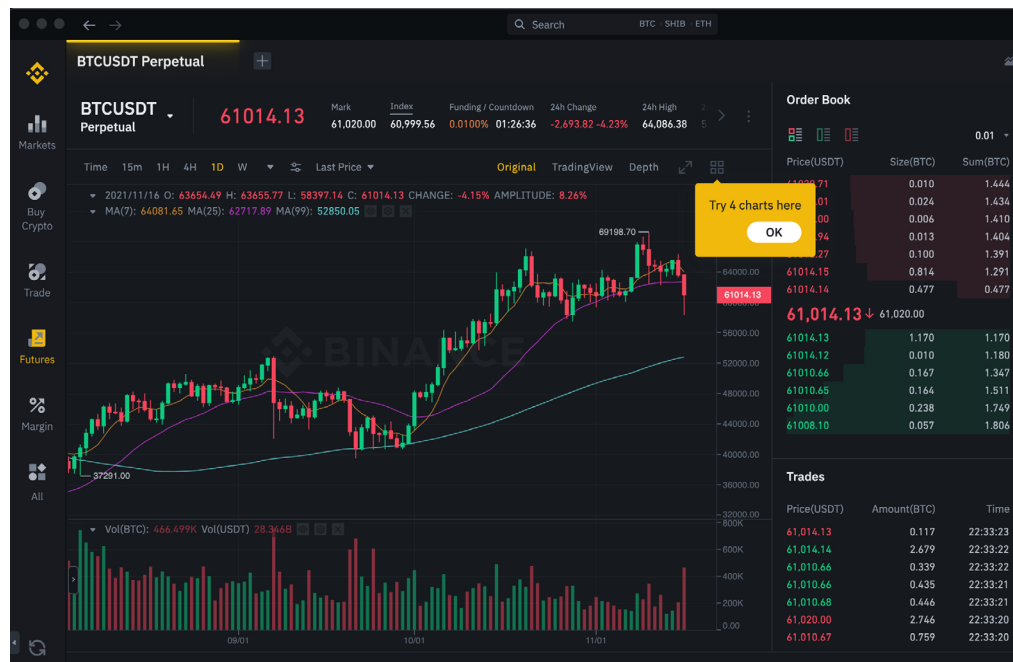 Search BTC SHIB ETH
BTCUSDT Perpetual
BTCUSDT
Perpetual
61014.13
Mark
61,020.00
Index
60,999.56
Funding / Countdown
0.0100% 01:26:36
24h Change
-2,693.82 -4.23%
24h High
64,086.38
Markets
Buy
Crypto
Trade
Futures
Margin
All
Time 15m 1H 4H 1D W Last Price Original TradingView Depth
2021/11/16 O: 63654.49 H: 63655.77 L: 58397.14 C: 61014.13 CHANGE: -4.15% AMPLITUDE: 8.26%
MA(7): 64081.65 MA(25): 62717.89 MA(99): 52850.05
Try 4 charts here
OK
69198.70
64000.00
61014.13
56000.00
52000.00
48000.00
44000.00
40000.00
36000.00
32000.00
BINANCE
37291.00
Vol(BTC): 466.499K Vol(USDT) 28.346B
800K
600K
400K
200K
0.00
09/01 10/01 11/01
Order Book
0.01
Price(USDT) Size(BTC) Sum(BTC)
0.010 1.444
0.024 1.434
0.006 1.410
0.013 1.404
0.100 1.391
61014.15 0.814 1.291
61014.14 0.477 0.477
61,014.13↓ 61,020.00
61014.13 1.170 1.170
61014.12 0.010 1.180
61010.66 0.167 1.347
61010.65 0.164 1.511
61010.00 0.238 1.749
61008.10 0.057 1.806
Trades
Price(USDT) Amount(BTC) Time
61,014.13 0.117 22:33:23
61,014.14 2.679 22:33:22
61,010.66 0.339 22:33:22
61,010.66 0.435 22:33:21
61,010.68 0.446 22:33:21
61,020.00 2.746 22:33:20
61.010.67 0.759 22:33:20